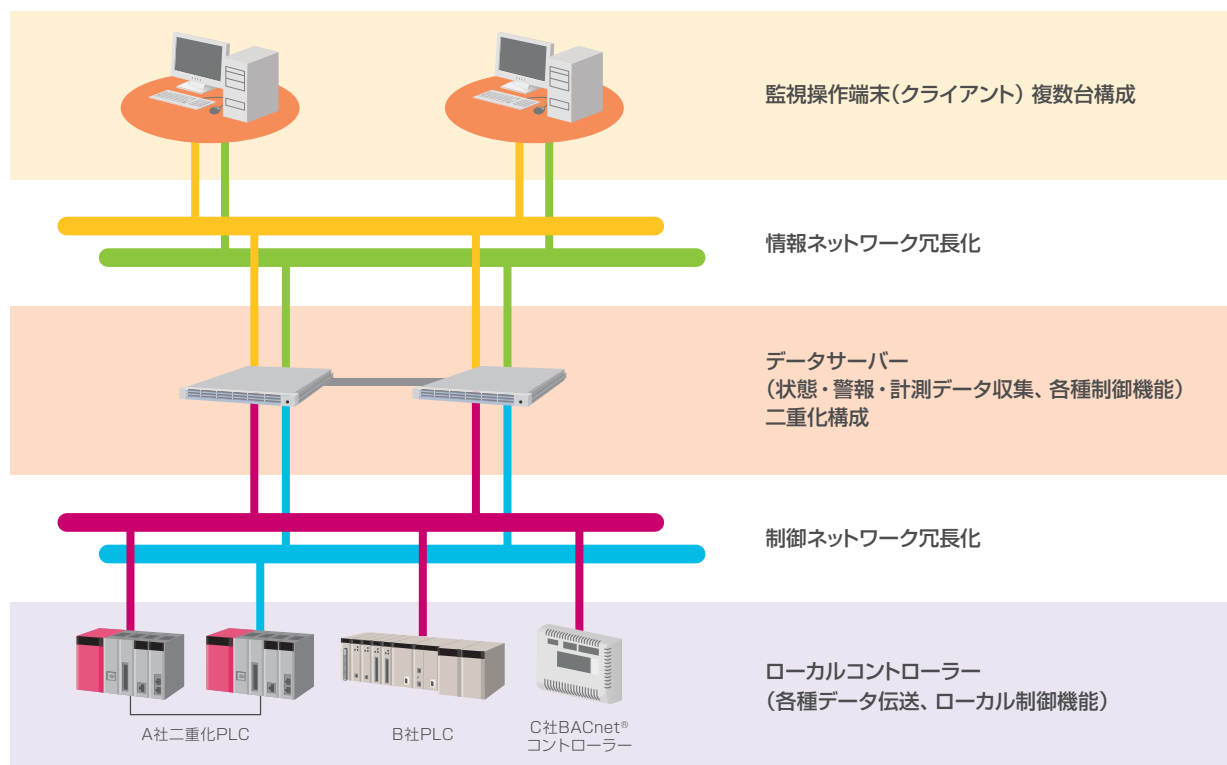 監視操作端末（クライアント） 複数台構成
情報ネットワーク冗長化
データサーバー
（状態・警報・計測データ収集、各種制御機能）
二重化構成
制御ネットワーク冗長化
ローカルコントローラー
（各種データ伝送、ローカル制御機能）
A社二重化PLC
B社PLC
C社BACnet®
コントローラー